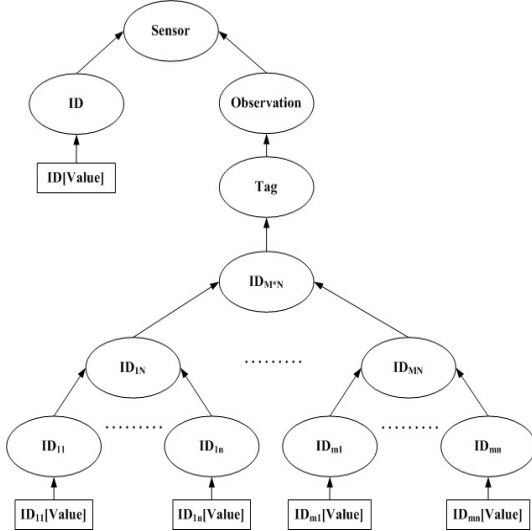 Sensor
ID
Observation
ID[Value]
Tag
ID_{M*N}
ID_{1N}
.........
ID_{MN}
ID_{11}
.........
ID_{1n}
ID_{m1}
.........
ID_{mn}
ID_{11}[Value]
ID_{1n}[Value]
ID_{m1}[Value]
ID_{mn}[Value]